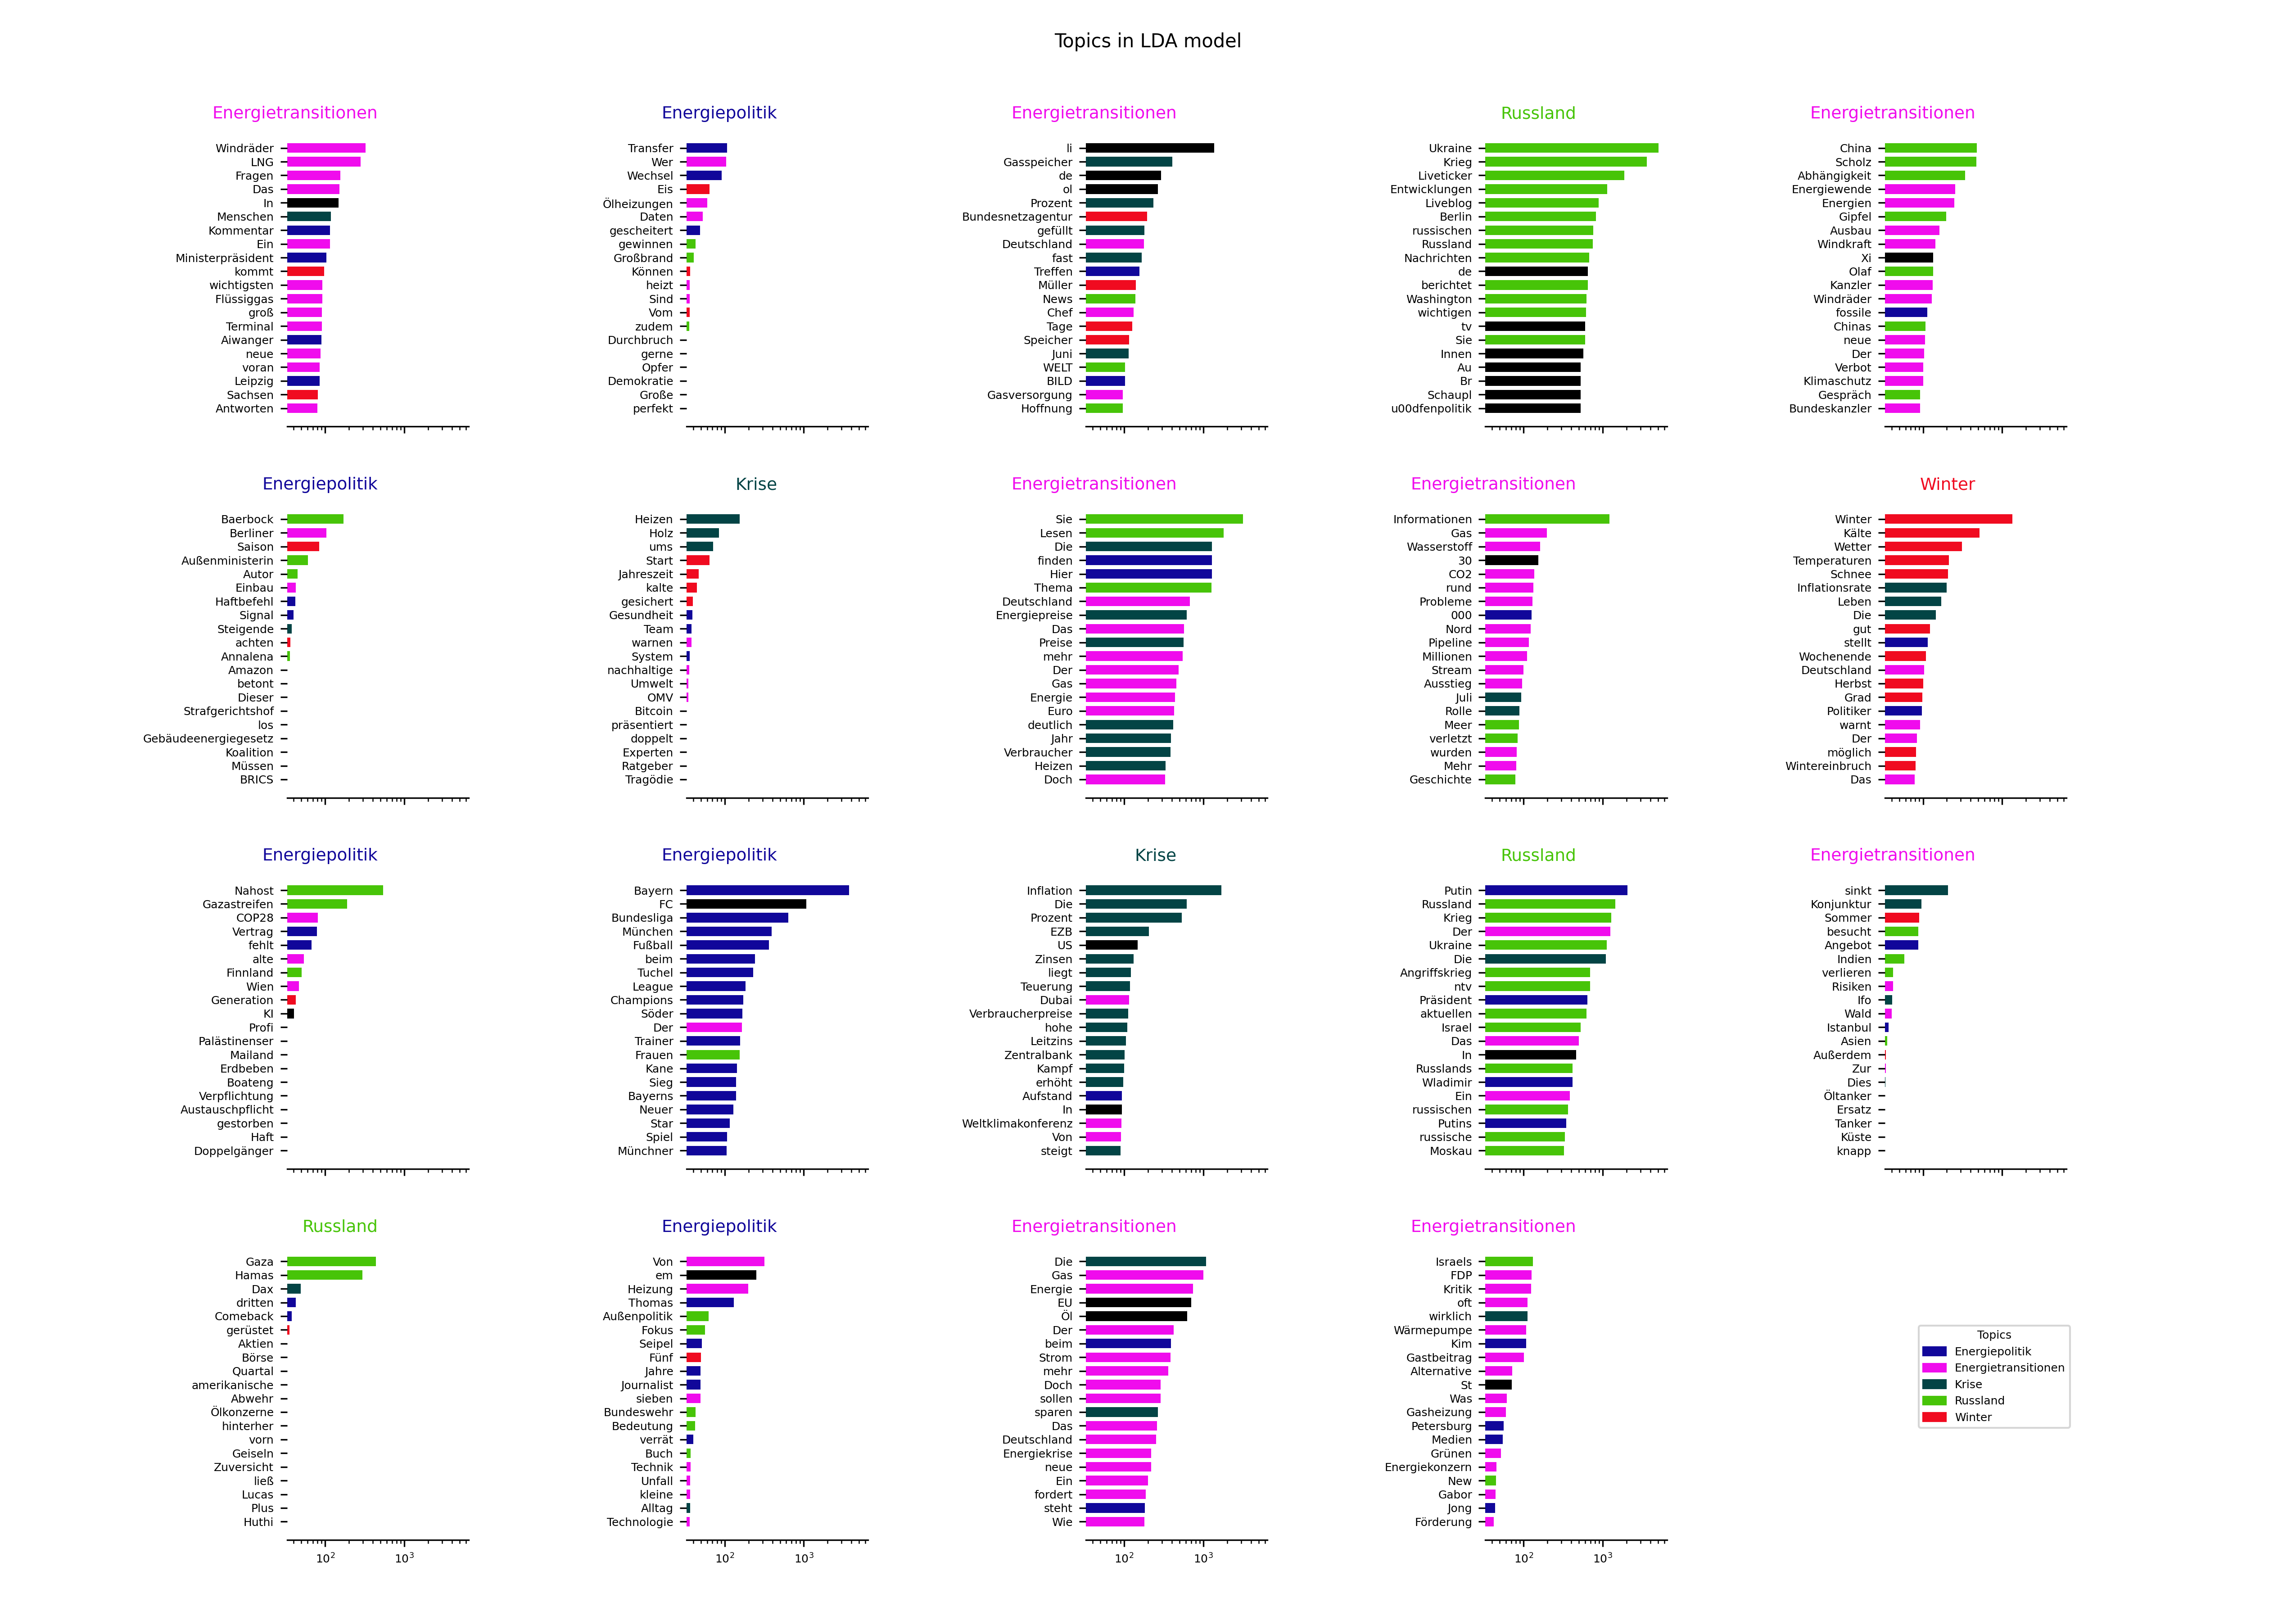 Topics in LDA model
Energietransitionen
Windräder
LNG
Fragen
Das
In
Menschen
Kommentar
Ein
Ministerpräsident
kommt
wichtigsten
Flüssiggas
groß
Terminal
Aiwanger
neue
voran
Leipzig
Sachsen
Antworten
Energiepolitik
Transfer
Wer
Wechsel
Eis
Ölheizungen
Daten
gescheitert
gewinnen
Großbrand
Können
heizt
Sind
Vom
zudem
Durchbruch
gerne
Opfer
Demokratie
Große
perfekt
Energietransitionen
li
Gasspeicher
de
ol
Prozent
Bundesnetzagentur
gefüllt
Deutschland
fast
Treffen
Müller
News
Chef
Tage
Speicher
Juni
WELT
BILD
Gasversorgung
Hoffnung
Russland
Ukraine
Krieg
Liveticker
Entwicklungen
Liveblog
Berlin
russischen
Russland
Nachrichten
de
berichtet
Washington
wichtigen
tv
Sie
Innen
Au
Br
Schaupl
u00dfenpolitik
Energietransitionen
China
Scholz
Abhängigkeit
Energiewende
Energien
Gipfel
Ausbau
Windkraft
Xi
Olaf
Kanzler
Windräder
fossile
Chinas
neue
Der
Verbot
Klimaschutz
Gespräch
Bundeskanzler
Energiepolitik
Baerbock
Berliner
Saison
Außenministerin
Autor
Einbau
Haftbefehl
Signal
Steigende
achten
Annalena
Amazon
betont
Dieser
Strafgerichtshof
los
Gebäudeenergiegesetz
Koalition
Müssen
BRICS
Krise
Heizen
Holz
ums
Start
Jahreszeit
kalte
gesichert
Gesundheit
Team
warnen
System
nachhaltige
Umwelt
OMV
Bitcoin
präsentiert
doppelt
Experten
Ratgeber
Tragödie
Energietransitionen
Sie
Lesen
Die
finden
Hier
Thema
Deutschland
Energiepreise
Das
Preise
mehr
Der
Gas
Energie
Euro
deutlich
Jahr
Verbraucher
Heizen
Doch
Energietransitionen
Informationen
Gas
Wasserstoff
30
CO2
rund
Probleme
000
Nord
Pipeline
Millionen
Stream
Ausstieg
Juli
Rolle
Meer
verletzt
wurden
Mehr
Geschichte
Winter
Winter
Kälte
Wetter
Temperaturen
Schnee
Inflationsrate
Leben
Die
gut
stellt
Wochenende
Deutschland
Herbst
Grad
Politiker
warnt
Der
möglich
Wintereinbruch
Das
Energiepolitik
Nahost
Gazastreifen
COP28
Vertrag
fehlt
alte
Finnland
Wien
Generation
KI
Profi
Palästinenser
Mailand
Erdbeben
Boateng
Verpflichtung
Austauschpflicht
gestorben
Haft
Doppelgänger
Energiepolitik
Bayern
FC
Bundesliga
München
Fußball
beim
Tuchel
League
Champions
Söder
Der
Trainer
Frauen
Kane
Sieg
Bayerns
Neuer
Star
Spiel
Münchner
Krise
Inflation
Die
Prozent
EZB
US
Zinsen
liegt
Teuerung
Dubai
Verbraucherpreise
hohe
Leitzins
Zentralbank
Kampf
erhöht
Aufstand
In
Weltklimakonferenz
Von
steigt
Russland
Putin
Russland
Krieg
Der
Ukraine
Die
Angriffskrieg
ntv
Präsident
aktuellen
Israel
Das
In
Russlands
Wladimir
Ein
russischen
Putins
russische
Moskau
Energietransitionen
sinkt
Konjunktur
Sommer
besucht
Angebot
Indien
verlieren
Risiken
Ifo
Wald
Istanbul
Asien
Außerdem
Zur
Dies
Öltanker
Ersatz
Tanker
Küste
knapp
Russland
Gaza
Hamas
Dax
dritten
Comeback
gerüstet
Aktien
Börse
Quartal
amerikanische
Abwehr
Ölkonzerne
hinterher
vorn
Geiseln
Zuversicht
ließ
Lucas
Plus
Huthi
10²
10³
Energiepolitik
Von
em
Heizung
Thomas
Außenpolitik
Fokus
Seipel
Fünf
Jahre
Journalist
sieben
Bundeswehr
Bedeutung
verrät
Buch
Technik
Unfall
kleine
Alltag
Technologie
10²
10³
Energietransitionen
Die
Gas
Energie
EU
Öl
Der
beim
Strom
mehr
Doch
sollen
sparen
Das
Deutschland
Energiekrise
neue
Ein
fordert
steht
Wie
10²
10³
Energietransitionen
Israels
FDP
Kritik
oft
wirklich
Wärmepumpe
Kim
Gastbeitrag
Alternative
St
Was
Gasheizung
Petersburg
Medien
Grünen
Energiekonzern
New
Gabor
Jong
Förderung
10²
10³
Topics
Energiepolitik
Energietransitionen
Krise
Russland
Winter